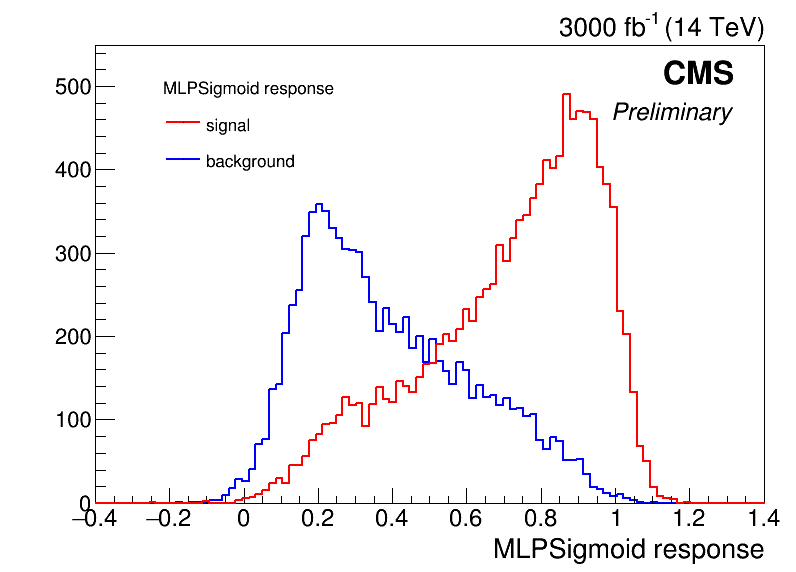 3000 fb⁻¹ (14 TeV)
CMS
Preliminary
MLPSigmoid response
signal
background
500
400
300
200
100
0
−0.4 −0.2 0 0.2 0.4 0.6 0.8 1 1.2 1.4
MLPSigmoid response